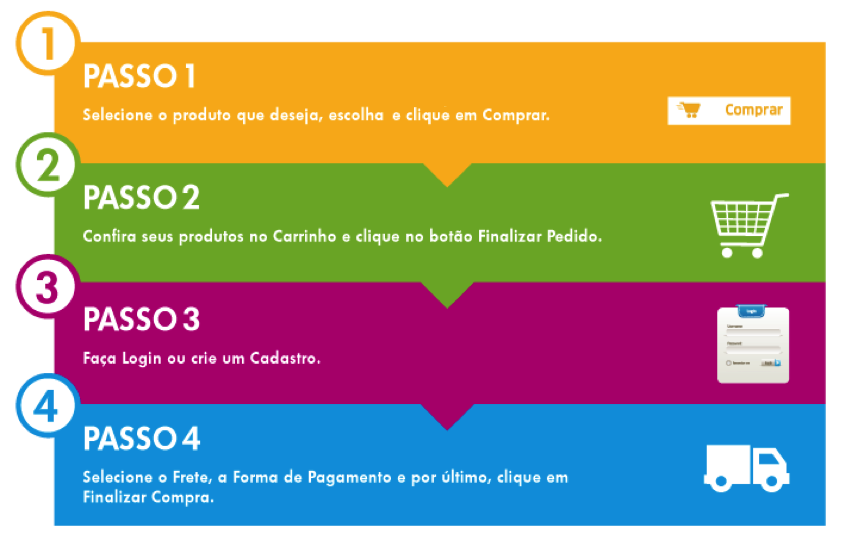 1
PASSO 1
Selecione o produto que deseja, escolha e clique em Comprar.
Comprar
2
PASSO 2
Confira seus produtos no Carrinho e clique no botão Finalizar Pedido.
3
PASSO 3
Faça Login ou crie um Cadastro.
Login
Username
Password
4
PASSO 4
Selecione o Frete, a Forma de Pagamento e por último, clique em
Finalizar Compra.